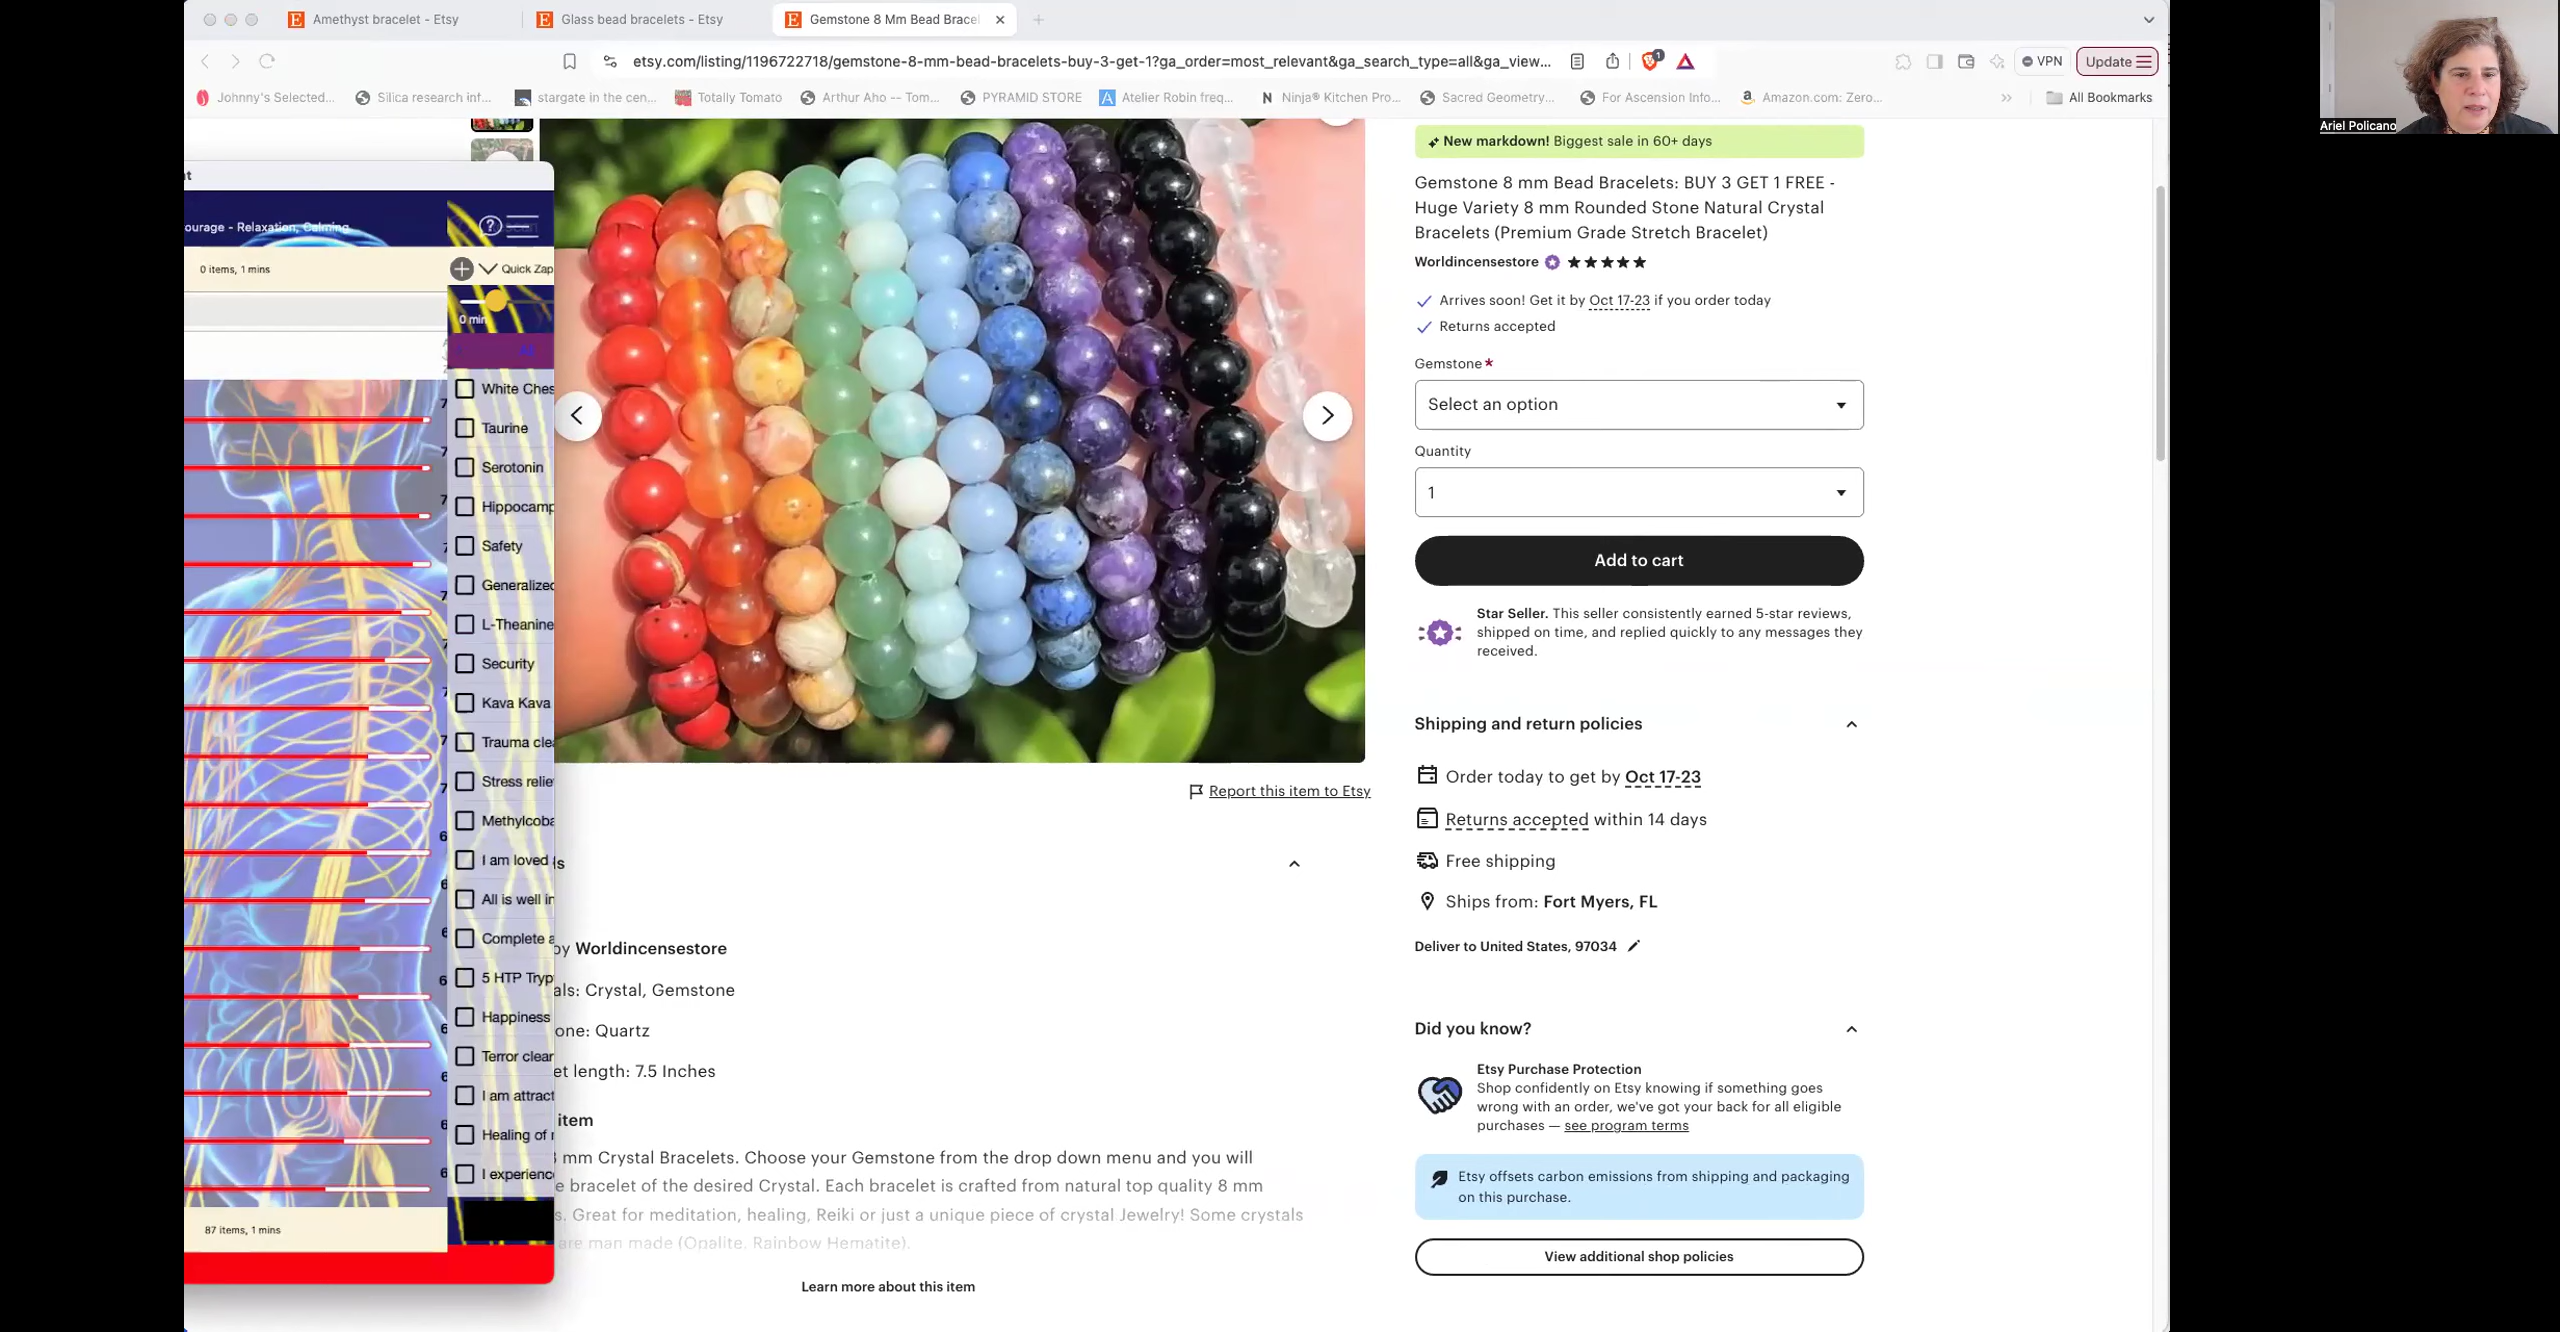 Amethyst bracelet - Etsy
Glass bead bracelets - Etsy
Gemstone 8 Mm Bead Brace
etsy.com/listing/1196722718/gemstone-8-mm-bead-bracelets-buy-3-get-1?ga_order=most_relevant&ga_search_type=all&ga_view...
1
VPN
Update
Johnny's Selected...
Silica research inf...
stargate in the cen...
Totally Tomato
Arthur Aho -- Tom...
PYRAMID STORE
Atelier Robin freq...
Ninja® Kitchen Pro...
Sacred Geometry...
For Ascension Info...
Amazon.com: Zero...
All Bookmarks
Ariel Policano
New markdown! Biggest sale in 60+ days
Gemstone 8 mm Bead Bracelets: BUY 3 GET 1 FREE -
Huge Variety 8 mm Rounded Stone Natural Crystal
Bracelets (Premium Grade Stretch Bracelet)
Worldincensestore
Arrives soon! Get it by Oct 17-23 if you order today
Returns accepted
Gemstone*
Select an option
Quantity
1
Add to cart
Star Seller. This seller consistently earned 5-star reviews,
shipped on time, and replied quickly to any messages they
received.
Shipping and return policies
Order today to get by Oct 17-23
Returns accepted within 14 days
Free shipping
Ships from: Fort Myers, FL
Deliver to United States, 97034
Did you know?
Etsy Purchase Protection
Shop confidently on Etsy knowing if something goes
wrong with an order, we've got your back for all eligible
purchases — see program terms
Etsy offsets carbon emissions from shipping and packaging
on this purchase.
View additional shop policies
ourage - Relaxation, Calming
0 items, 1 mins
Quick Zap
0 min
White Ches
Taurine
Serotonin
Hippocamp
Safety
Generalized
L-Theanine
Security
Kava Kava
Trauma clea
Stress relie
Methylcoba
I am loved
All is well in
Complete a
5 HTP Tryp
Happiness
Terror clear
I am attract
Healing of
I experienc
87 items, 1 mins
Report this item to Etsy
by Worldincensestore
als: Crystal, Gemstone
one: Quartz
et length: 7.5 Inches
item
mm Crystal Bracelets. Choose your Gemstone from the drop down menu and you will
e bracelet of the desired Crystal. Each bracelet is crafted from natural top quality 8 mm
s. Great for meditation, healing, Reiki or just a unique piece of crystal Jewelry! Some crystals
are man made (Opalite, Rainbow Hematite).
Learn more about this item